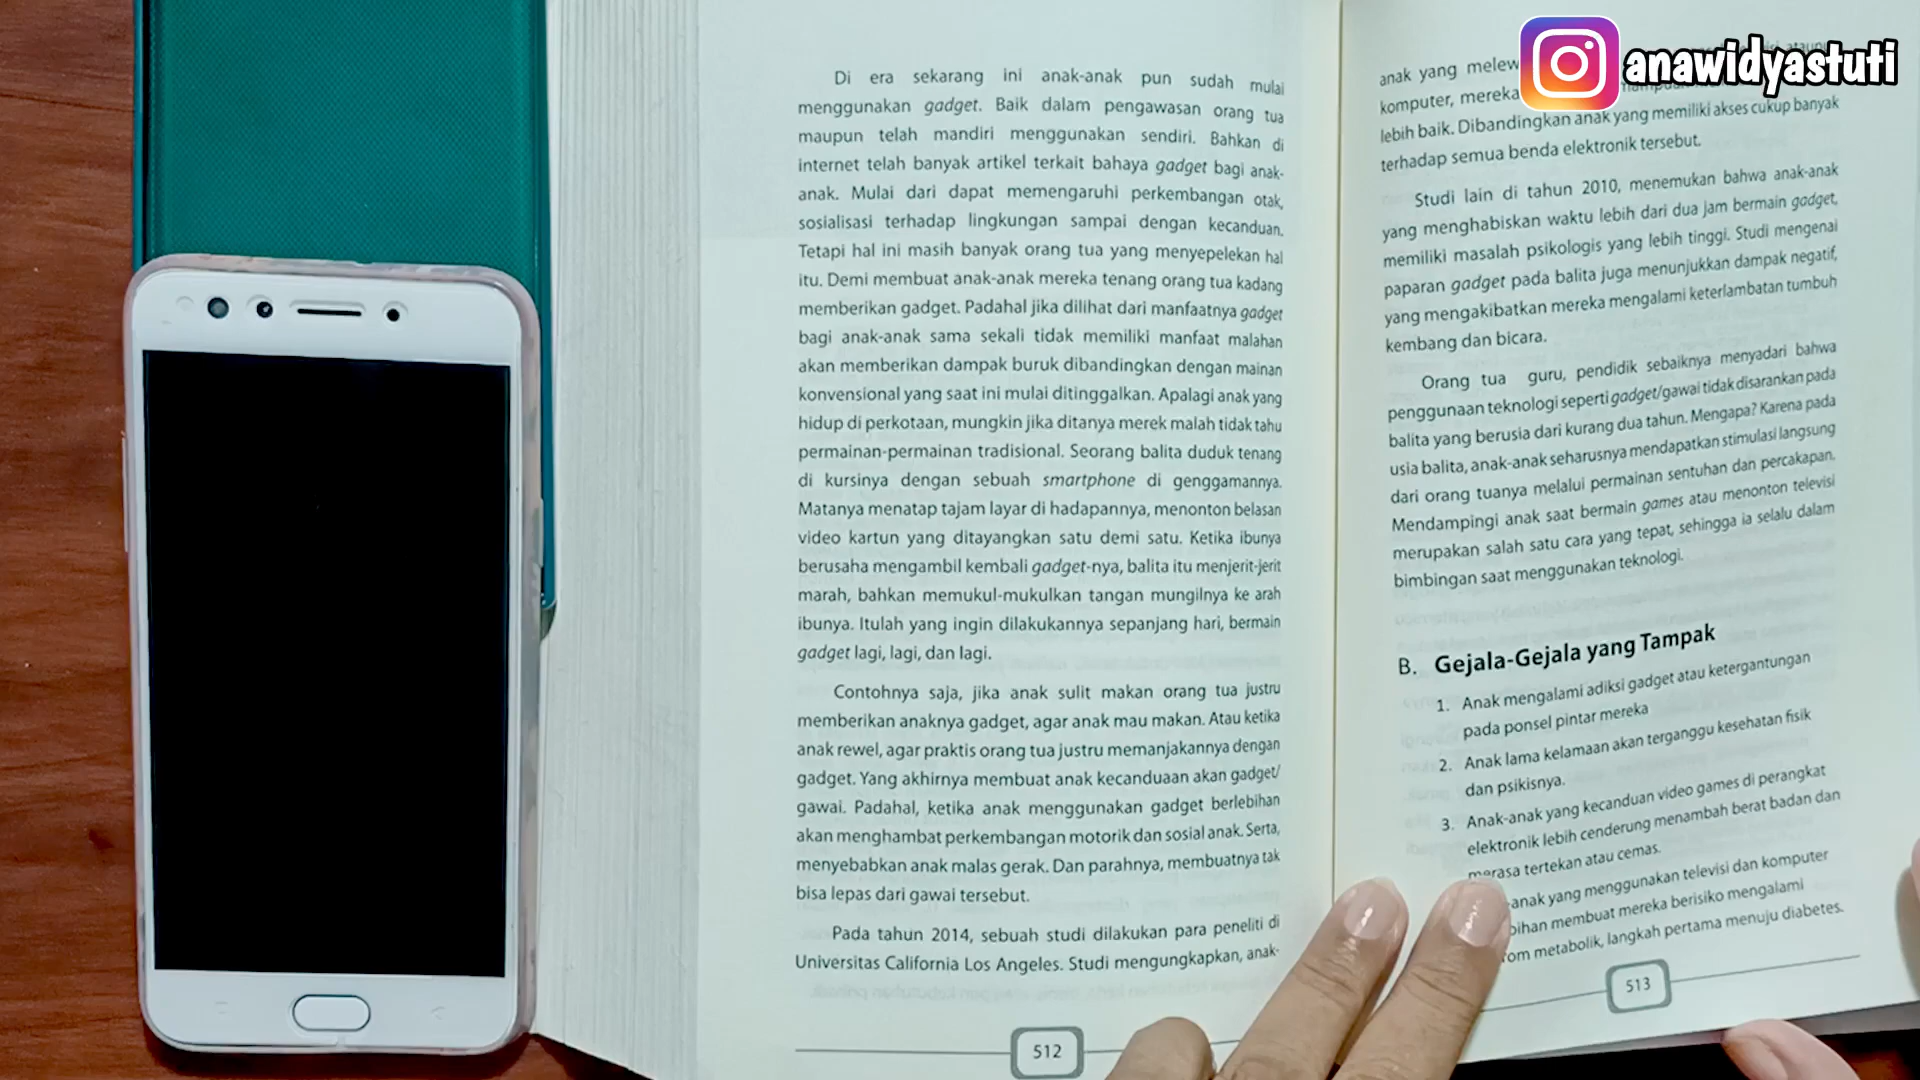 Di era sekarang ini anak-anak pun sudah mulai
menggunakan gadget. Baik dalam pengawasan orang tua
maupun telah mandiri menggunakan sendiri. Bahkan di
internet telah banyak artikel terkait bahaya gadget bagi anak-
anak. Mulai dari dapat memengaruhi perkembangan otak,
sosialisasi terhadap lingkungan sampai dengan kecanduan.
Tetapi hal ini masih banyak orang tua yang menyepelekan hal
itu. Demi membuat anak-anak mereka tenang orang tua kadang
memberikan gadget. Padahal jika dilihat dari manfaatnya gadget
bagi anak-anak sama sekali tidak memiliki manfaat malahan
akan memberikan dampak buruk dibandingkan dengan mainan
konvensional yang saat ini mulai ditinggalkan. Apalagi anak yang
hidup di perkotaan, mungkin jika ditanya merek malah tidak tahu
permainan-permainan tradisional. Seorang balita duduk tenang
di kursinya dengan sebuah smartphone di genggamannya.
Matanya menatap tajam layar di hadapannya, menonton belasan
video kartun yang ditayangkan satu demi satu. Ketika ibunya
berusaha mengambil kembali gadget-nya, balita itu menjerit-jerit
marah, bahkan memukul-mukulkan tangan mungilnya ke arah
ibunya. Itulah yang ingin dilakukannya sepanjang hari, bermain
gadget lagi, lagi, dan lagi.
Contohnya saja, jika anak sulit makan orang tua justru
memberikan anaknya gadget, agar anak mau makan. Atau ketika
anak rewel, agar praktis orang tua justru memanjakannya dengan
gadget. Yang akhirnya membuat anak kecanduaan akan gadget/
gawai. Padahal, ketika anak menggunakan gadget berlebihan
akan menghambat perkembangan motorik dan sosial anak. Serta,
menyebabkan anak malas gerak. Dan parahnya, membuatnya tak
bisa lepas dari gawai tersebut.
Pada tahun 2014, sebuah studi dilakukan para peneliti di
Universitas California Los Angeles. Studi mengungkapkan, anak-
512
anawidyastuti
anak yang
komputer, mereka
lebih baik. Dibandingkan anak yang memiliki akses cukup banyak
terhadap semua benda elektronik tersebut.
Studi lain di tahun 2010, menemukan bahwa anak-anak
yang menghabiskan waktu lebih dari dua jam bermain gadget,
memiliki masalah psikologis yang lebih tinggi. Studi mengenai
paparan gadget pada balita juga menunjukkan dampak negatif,
yang mengakibatkan mereka mengalami keterlambatan tumbuh
kembang dan bicara.
Orang tua guru, pendidik sebaiknya menyadari bahwa
penggunaan teknologi seperti gadget/gawai tidak disarankan pada
balita yang berusia dari kurang dua tahun. Mengapa? Karena pada
usia balita, anak-anak seharusnya mendapatkan stimulasi langsung
dari orang tuanya melalui permainan sentuhan dan percakapan.
Mendampingi anak saat bermain games atau menonton televisi
merupakan salah satu cara yang tepat, sehingga ia selalu dalam
bimbingan saat menggunakan teknologi.
B. Gejala-Gejala yang Tampak
1. Anak mengalami adiksi gadget atau ketergantungan
pada ponsel pintar mereka
2. Anak lama kelamaan akan terganggu kesehatan fisik
dan psikisnya.
3. Anak-anak yang kecanduan video games di perangkat
elektronik lebih cenderung menambah berat badan dan
merasa tertekan atau cemas.
anak yang menggunakan televisi dan komputer
bihan membuat mereka berisiko mengalami
rom metabolik, langkah pertama menuju diabetes.
513